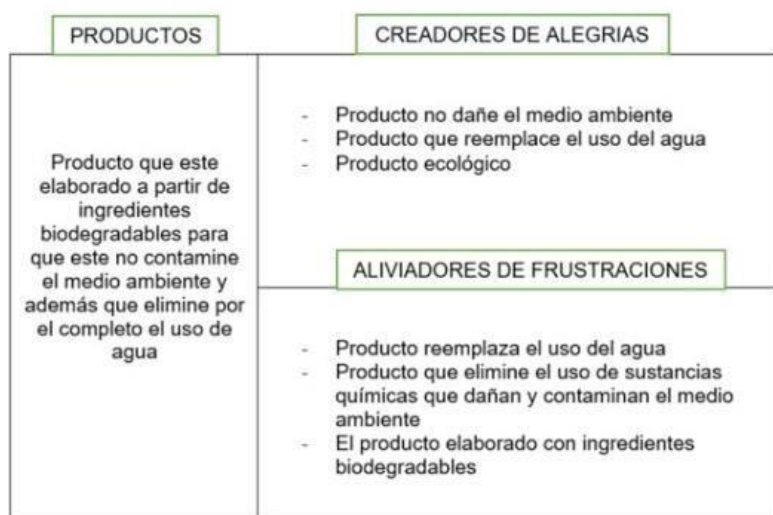 PRODUCTOS
Producto que este
elaborado a partir de
ingredientes
biodegradables para
que este no contamine
el medio ambiente y
además que elimine por
el completo el uso de
agua
CREADORES DE ALEGRIAS
- Producto no dañe el medio ambiente
- Producto que reemplace el uso del agua
- Producto ecológico
ALIVIADORES DE FRUSTRACIONES
- Producto reemplaza el uso del agua
- Producto que elimine el uso de sustancias
químicas que dañan y contaminan el medio
ambiente
- El producto elaborado con ingredientes
biodegradables